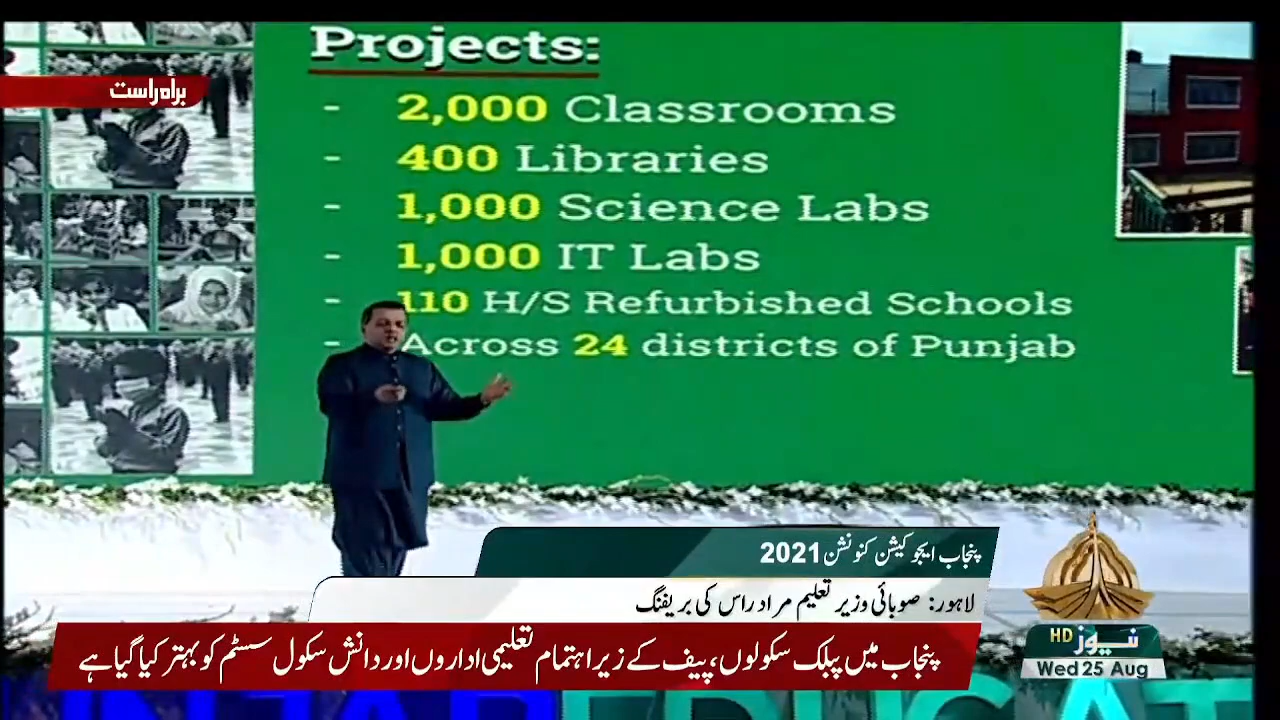 Projects:
براہ راست
- 2,000 Classrooms
- 400 Libraries
- 1,000 Science Labs
- 1,000 IT Labs
- 110 H/S Refurbished Schools
- Across 24 districts of Punjab
پنجاب ایجوکیشن کنونشن 2021
لاہور: صوبائی وزیر تعلیم مراد راس کی بریفنگ
پنجاب میں پبلک سکولوں، پیف کے زیر اہتمام تعلیمی اداروں اور دانش سکول سسٹم کو بہتر کیا گیا ہے
نیوز HD
Wed 25 Aug
EDUCAT